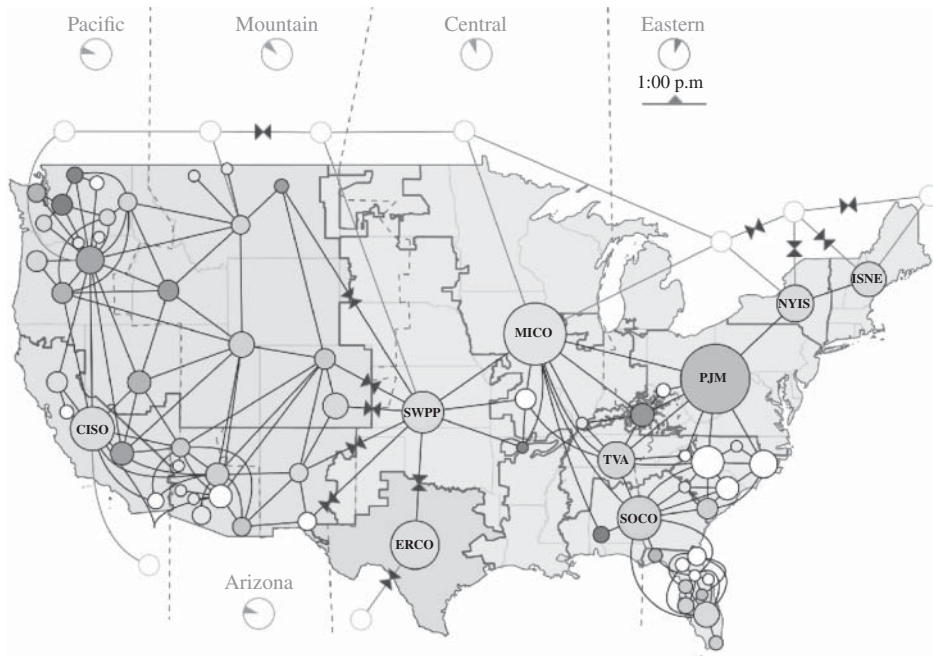 Pacific
Mountain
Central
Eastern
1:00 p.m
ISNE
NYIS
MICO
PJM
SWPP
CISO
TVA
SOCO
ERCO
Arizona